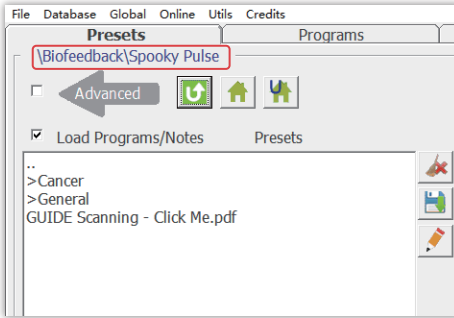 File Database Global Online Utils Credits
Presets Programs
\Biofeedback\Spooky Pulse
Advanced
Load Programs/Notes Presets
..
>Cancer
>General
GUIDE Scanning - Click Me.pdf